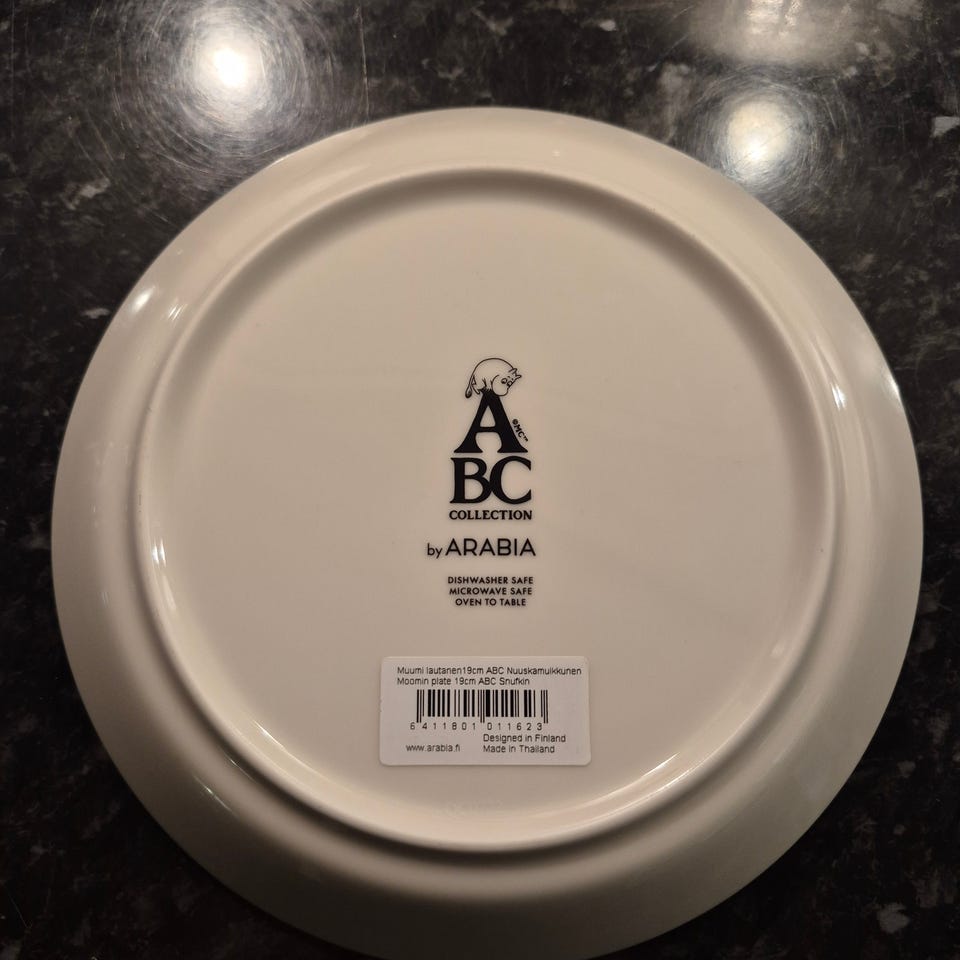 A
©MC™
BC
COLLECTION
by ARABIA
DISHWASHER SAFE
MICROWAVE SAFE
OVEN TO TABLE
Muumi lautanen19cm ABC Nuuskamuikkunen
Moomin plate 19cm ABC Snufkin
6 411801 011623
Designed in Finland
www.arabia.fi Made in Thailand